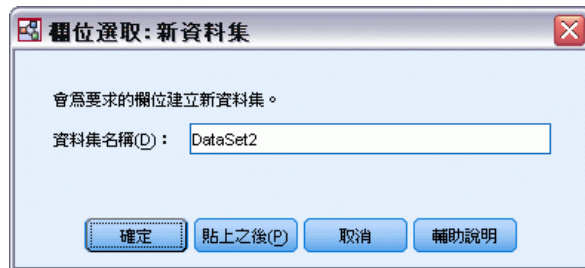 欄位選取：新資料集
會為要求的欄位建立新資料集。
資料集名稱(D)： DataSet2
確定 貼上之後(P) 取消 輔助說明